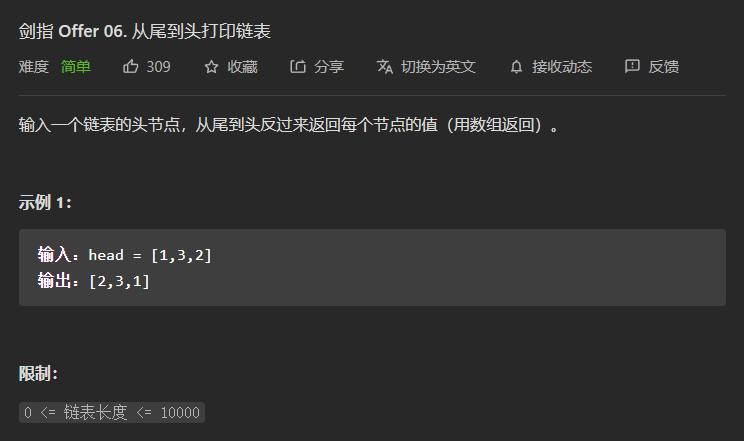 剑指 Offer 06. 从尾到头打印链表
难度 简单 309 收藏 分享 切换为英文 接收动态 反馈
输入一个链表的头节点，从尾到头反过来返回每个节点的值（用数组返回）。
示例 1：
输入：head = [1,3,2]
输出：[2,3,1]
限制：
0 <= 链表长度 <= 10000